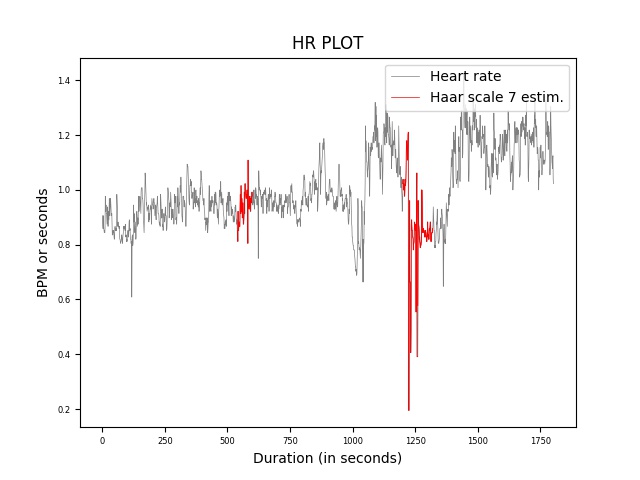 HR PLOT
Heart rate
Haar scale 7 estim.
BPM or seconds
1.4
1.2
1.0
0.8
0.6
0.4
0.2
0 250 500 750 1000 1250 1500 1750
Duration (in seconds)